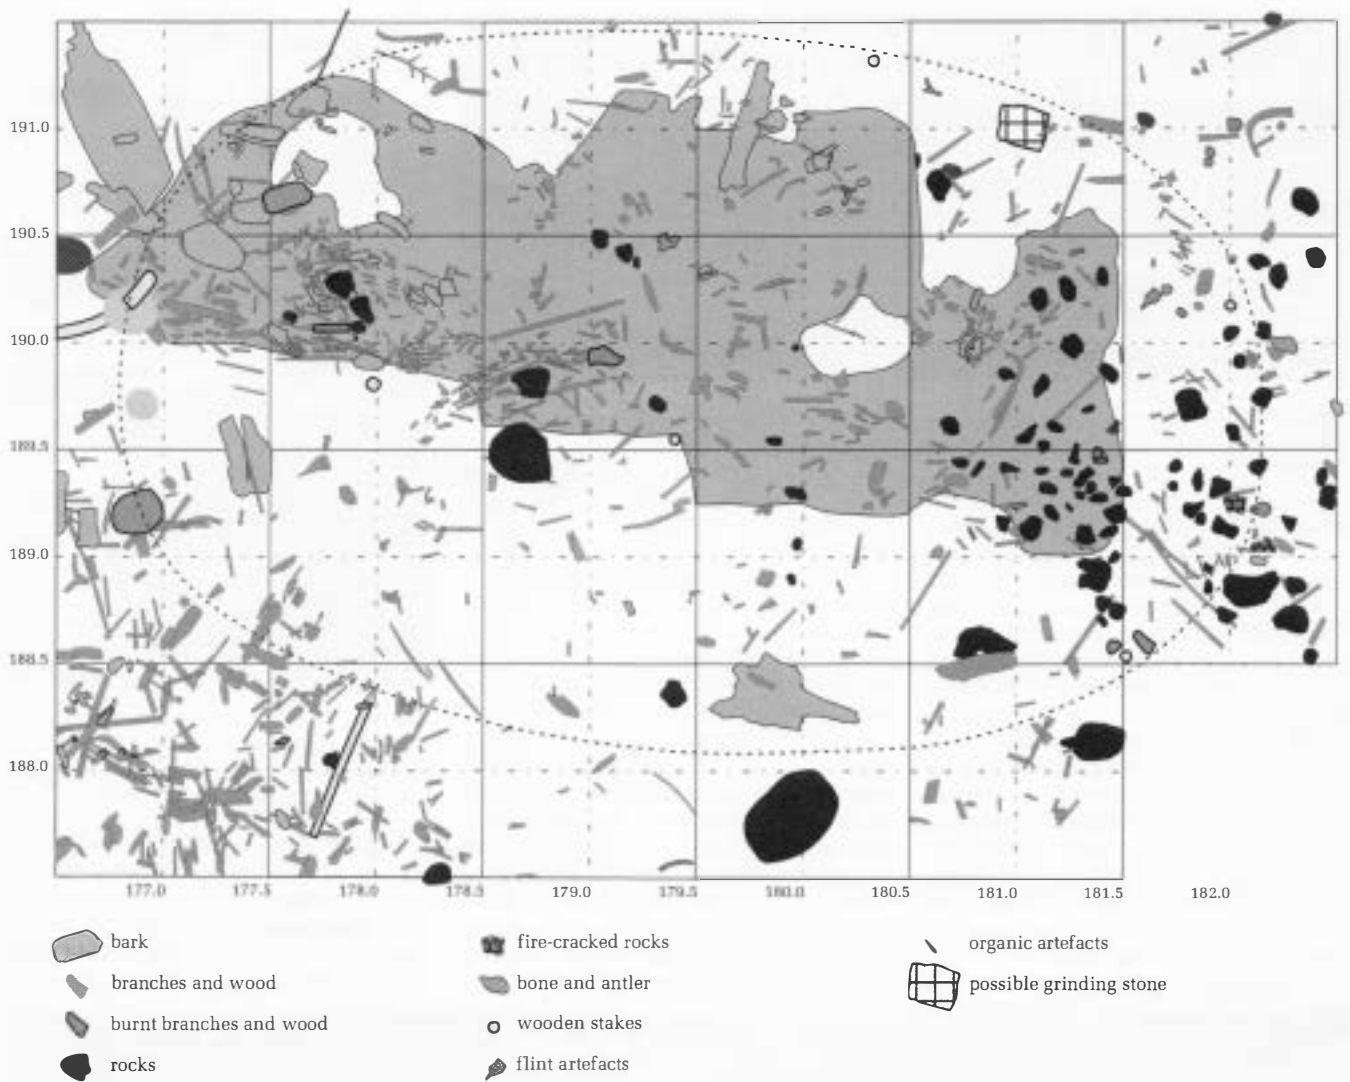 191.0
190.5
190.0
189.5
189.0
188.5
188.0
177.0 177.5 178.0 178.5 179.0 179.5 180.0 180.5 181.0 181.5 182.0
bark
branches and wood
burnt branches and wood
rocks
fire-cracked rocks
bone and antler
wooden stakes
flint artefacts
organic artefacts
possible grinding stone